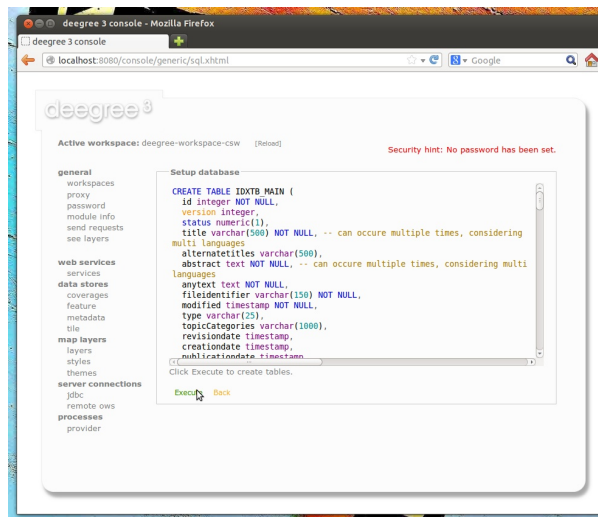 deegree 3 console - Mozilla Firefox
deegree 3 console
localhost:8080/console/generic/sql.xhtml
Google
deegree 3
Active workspace: deegree-workspace-csw [Reload]
Security hint: No password has been set.
general
workspaces
proxy
password
module info
send requests
see layers
web services
services
data stores
coverages
feature
metadata
tile
map layers
layers
styles
themes
server connections
jdbc
remote ows
processes
provider
Setup database
CREATE TABLE IDXTB_MAIN (
id integer NOT NULL,
version integer,
status numeric(1),
title varchar(500) NOT NULL, -- can occure multiple times, considering
multi languages
alternatetitles varchar(500),
abstract text NOT NULL, -- can occure multiple times, considering multi
languages
anytext text NOT NULL,
fileidentifier varchar(150) NOT NULL,
modified timestamp NOT NULL,
type varchar(25),
topicCategories varchar(1000),
revisiondate timestamp,
creationdate timestamp,
publicationdate timestamp
Click Execute to create tables.
Execute Back